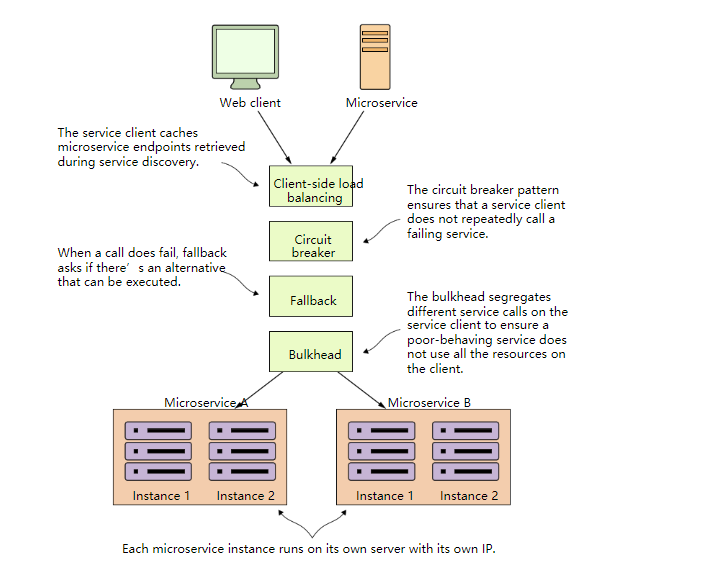 Web client
Microservice
The service client caches
microservice endpoints retrieved
during service discovery.
Client-side load
balancing
The circuit breaker pattern
ensures that a service client
does not repeatedly call a
failing service.
Circuit
breaker
When a call does fail, fallback
asks if there’s an alternative
that can be executed.
Fallback
The bulkhead segregates
different service calls on the
service client to ensure a
poor-behaving service does
not use all the resources on
the client.
Bulkhead
Microservice A
Microservice B
Instance 1
Instance 2
Instance 1
Instance 2
Each microservice instance runs on its own server with its own IP.